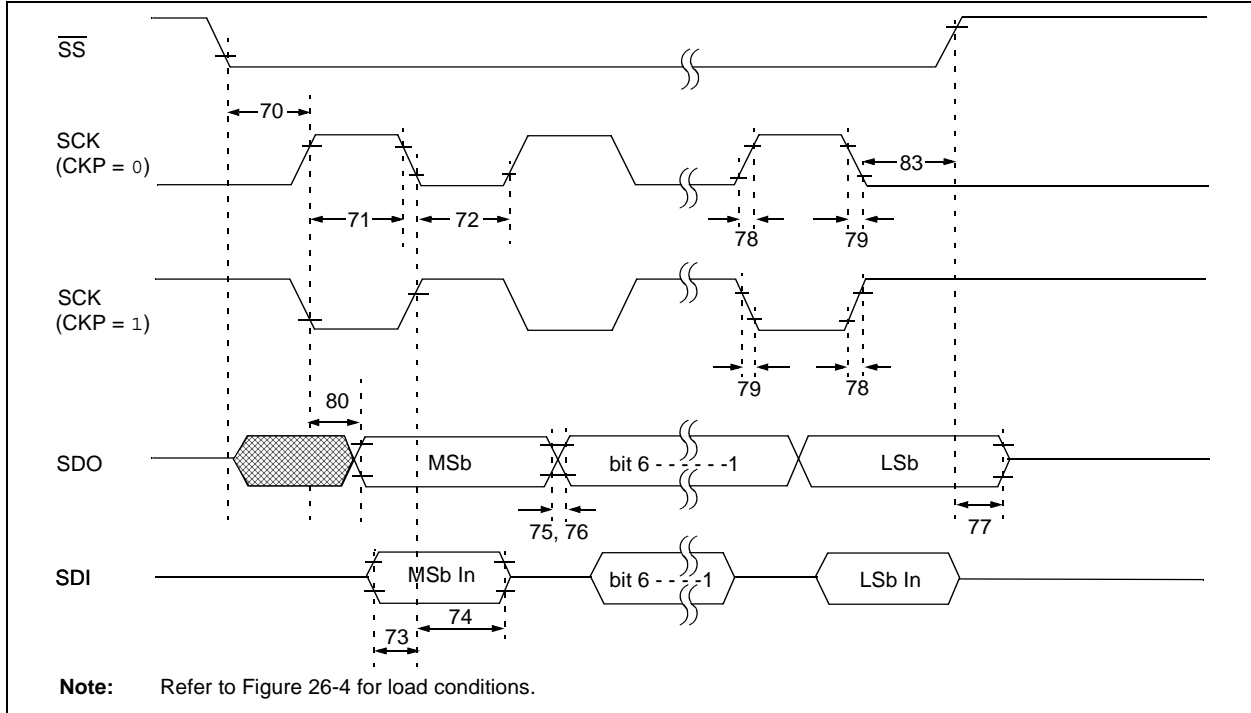 SS
70
SCK
(CKP = 0)
83
71
72
78
79
SCK
(CKP = 1)
79
78
80
SDO
MSb
bit 6 - - - - - -1
LSb
75, 76
77
SDI
MSb In
bit 6 - - - - -1
LSb In
74
73
Note: Refer to Figure 26-4 for load conditions.